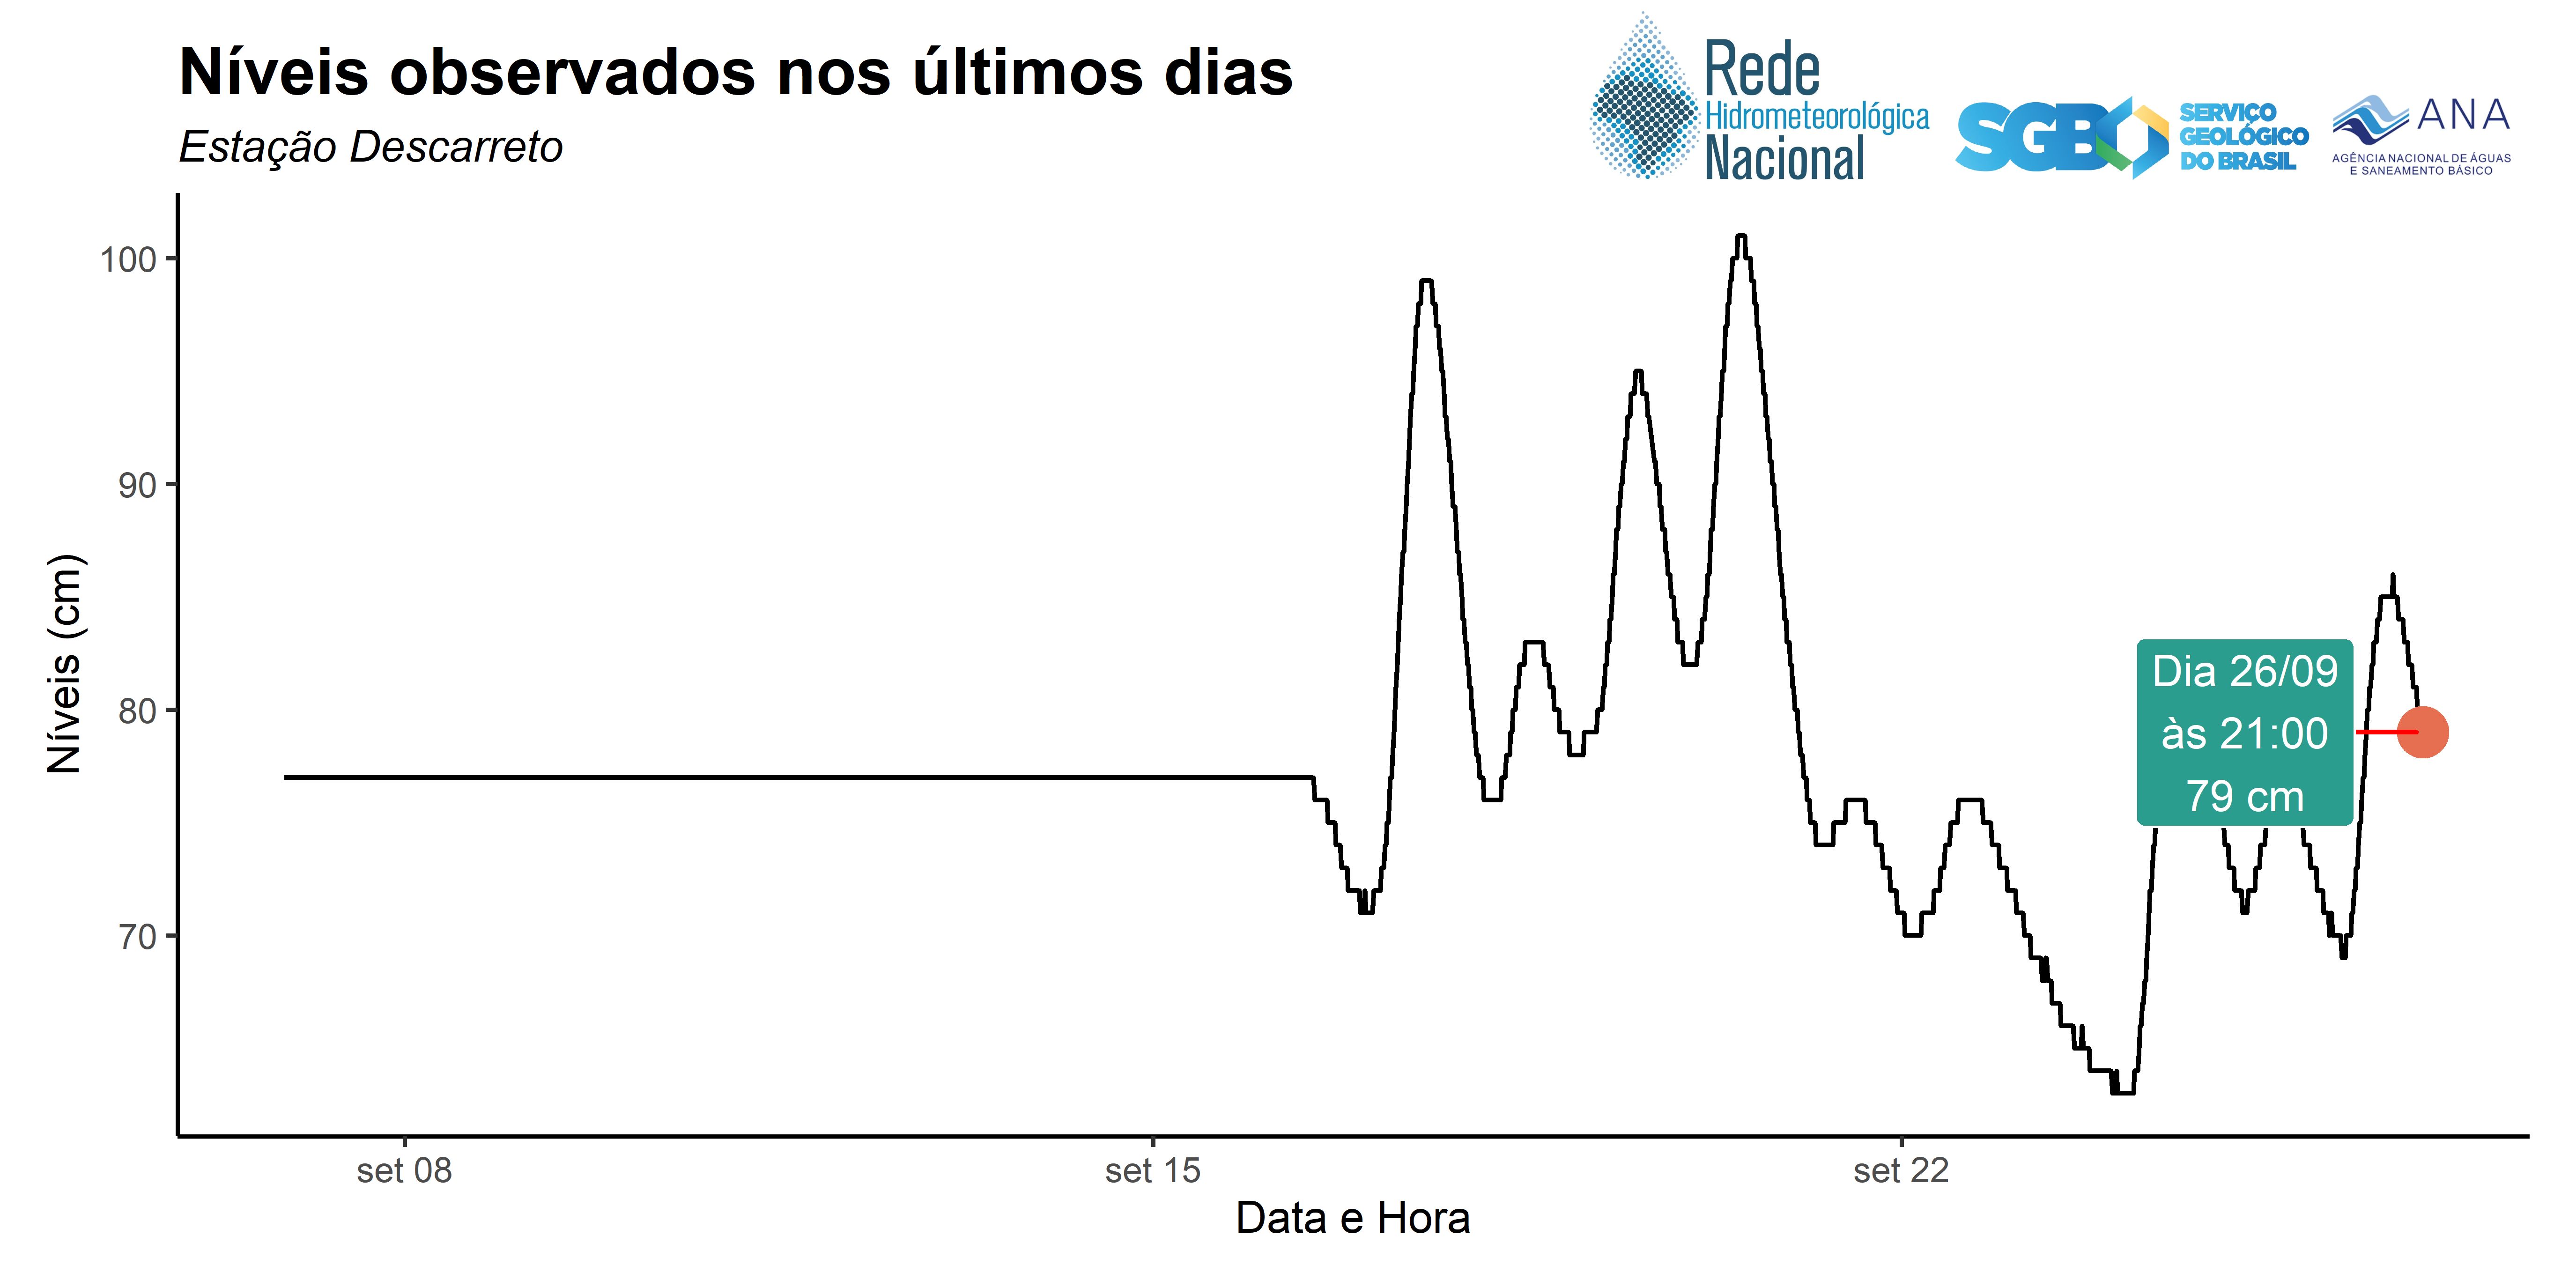 Níveis observados nos últimos dias
Estação Descarreto
Rede
Hidrometeorológica
Nacional
SGB
SERVIÇO
GEOLÓGICO
DO BRASIL
ANA
AGÊNCIA NACIONAL DE ÁGUAS
E SANEAMENTO BÁSICO
Níveis (cm)
100
90
80
70
Dia 26/09
às 21:00
79 cm
set 08
set 15
set 22
Data e Hora